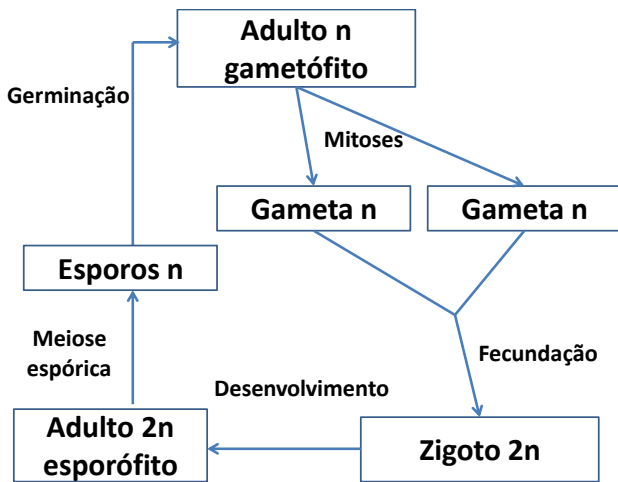 Adulto n
gametófito
Germinação
Mitoses
Gameta n
Gameta n
Esporos n
Meiose
espórica
Fecundação
Desenvolvimento
Adulto 2n
esporófito
Zigoto 2n